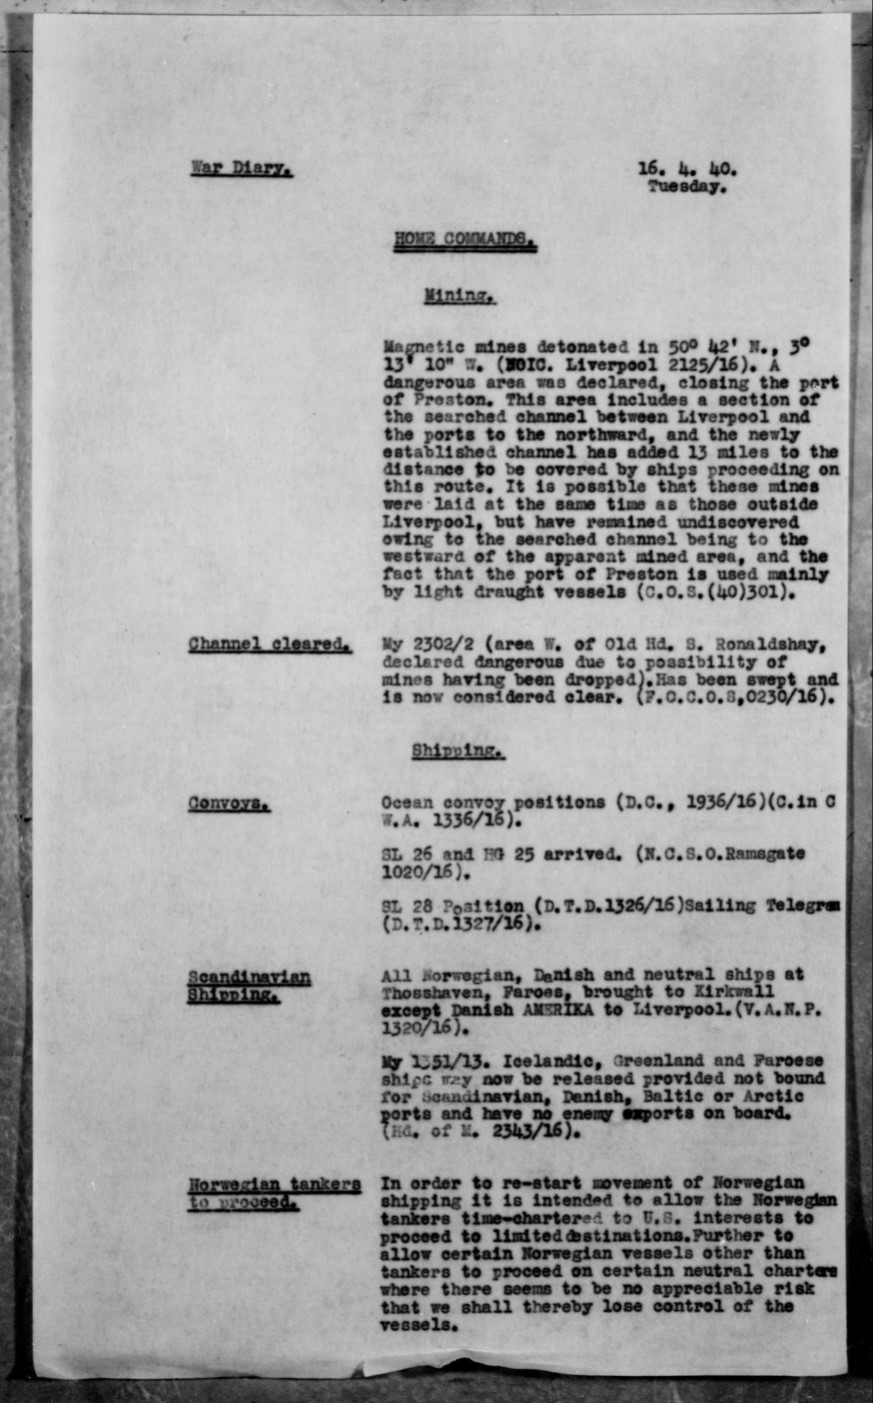 War Diary.
16. 4. 40.
Tuesday.
HOME COMMANDS.
Mining.
Magnetic mines detonated in 50º 42' N., 3º
13' 10" W. (NOIC. Liverpool 2125/16). A
dangerous area was declared, closing the port
of Preston. This area includes a section of
the searched channel between Liverpool and
the ports to the northward, and the newly
established channel has added 13 miles to the
distance to be covered by ships proceeding on
this route. It is possible that these mines
were laid at the same time as those outside
Liverpool, but have remained undiscovered
owing to the searched channel being to the
westward of the apparent mined area, and the
fact that the port of Preston is used mainly
by light draught vessels (C.O.S.(40)301).
Channel cleared.
My 2302/2 (area W. of Old Hd. S. Ronaldshay,
declared dangerous due to possibility of
mines having been dropped).Has been swept and
is now considered clear. (F.O.C.O.S,0230/16).
Shipping.
Convoys.
Ocean convoy positions (D.C., 1936/16)(C.in C
W.A. 1336/16).
SL 26 and HG 25 arrived. (N.C.S.O.Ramsgate
1020/16).
SL 28 Position (D.T.D.1326/16)Sailing Telegram
(D.T.D.1327/16).
Scandinavian
Shipping.
All Norwegian, Danish and neutral ships at
Thosshaven, Faroes, brought to Kirkwall
except Danish AMERIKA to Liverpool.(V.A.N.P.
1320/16).
My 1351/13. Icelandic, Greenland and Faroese
ships may now be released provided not bound
for Scandinavian, Danish, Baltic or Arctic
ports and have no enemy exports on board.
(Hd. of M. 2343/16).
Norwegian tankers
to proceed.
In order to re-start movement of Norwegian
shipping it is intended to allow the Norwegian
tankers time-chartered to U.S. interests to
proceed to limited destinations.Further to
allow certain Norwegian vessels other than
tankers to proceed on certain neutral charters
where there seems to be no appreciable risk
that we shall thereby lose control of the
vessels.